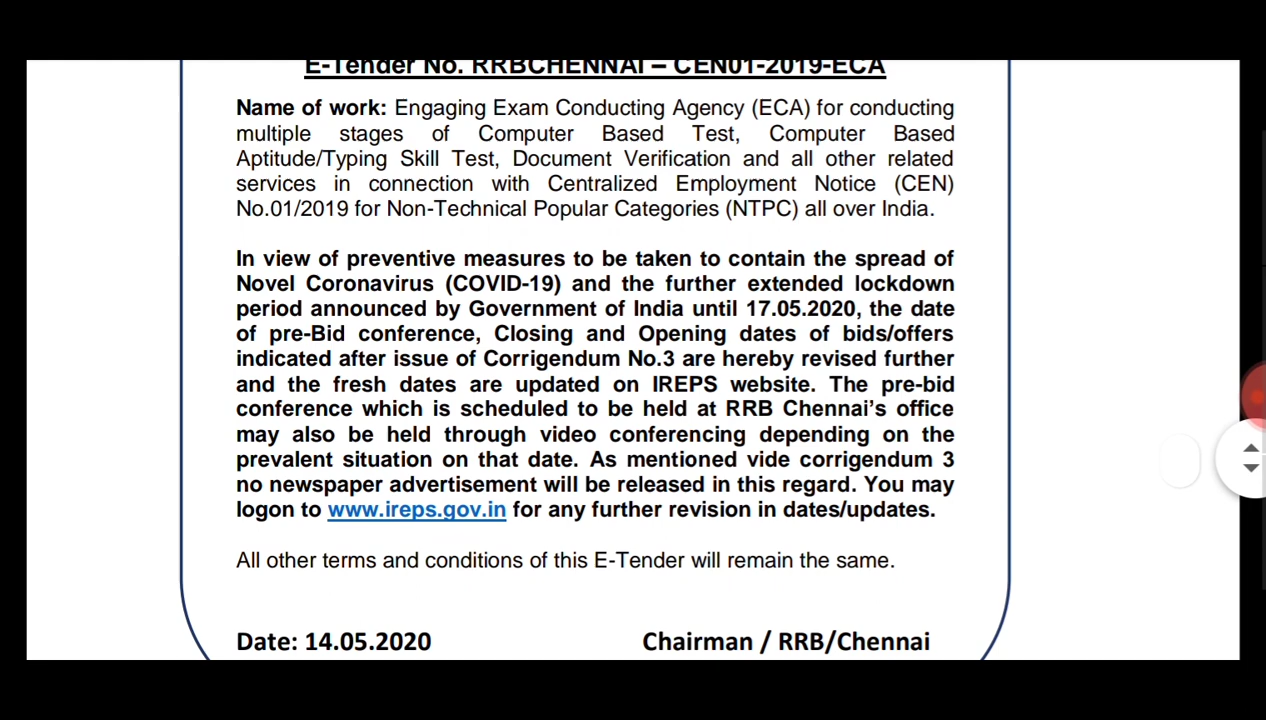 E-Tender No. RRBCHENNAI – CEN01-2019-ECA
Name of work: Engaging Exam Conducting Agency (ECA) for conducting
multiple stages of Computer Based Test, Computer Based
Aptitude/Typing Skill Test, Document Verification and all other related
services in connection with Centralized Employment Notice (CEN)
No.01/2019 for Non-Technical Popular Categories (NTPC) all over India.
In view of preventive measures to be taken to contain the spread of
Novel Coronavirus (COVID-19) and the further extended lockdown
period announced by Government of India until 17.05.2020, the date
of pre-Bid conference, Closing and Opening dates of bids/offers
indicated after issue of Corrigendum No.3 are hereby revised further
and the fresh dates are updated on IREPS website. The pre-bid
conference which is scheduled to be held at RRB Chennai’s office
may also be held through video conferencing depending on the
prevalent situation on that date. As mentioned vide corrigendum 3
no newspaper advertisement will be released in this regard. You may
logon to www.ireps.gov.in for any further revision in dates/updates.
All other terms and conditions of this E-Tender will remain the same.
Date: 14.05.2020 Chairman / RRB/Chennai